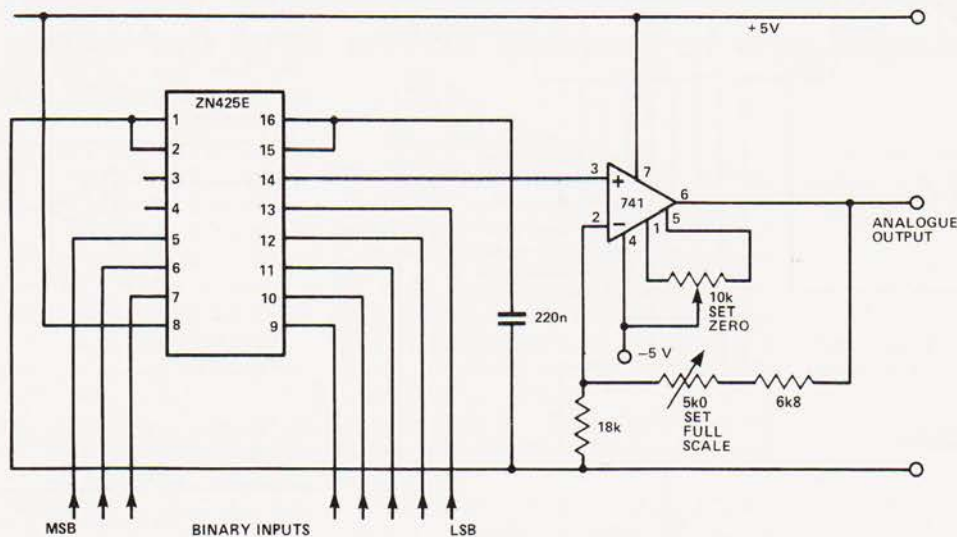 +5V
ZN425E
1 16
2 15
3 14
4 13
5 12
6 11
7 10
8 9
3 7
+ 6
741 5
2 − 1
4
ANALOGUE
OUTPUT
10k
SET
ZERO
220n
−5 V
5k0
SET
FULL
SCALE
6k8
18k
MSB BINARY INPUTS LSB